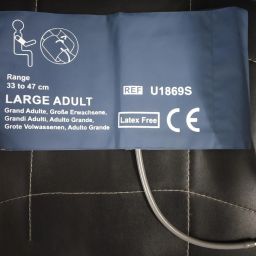 Range
33 to 47 cm
LARGE ADULT
Grand Adulte, Große Erwachsene,
Grandi Adulti, Adulto Grande,
Grote Volwassenen, Adulto Grande
REF U1869S
Latex Free CE